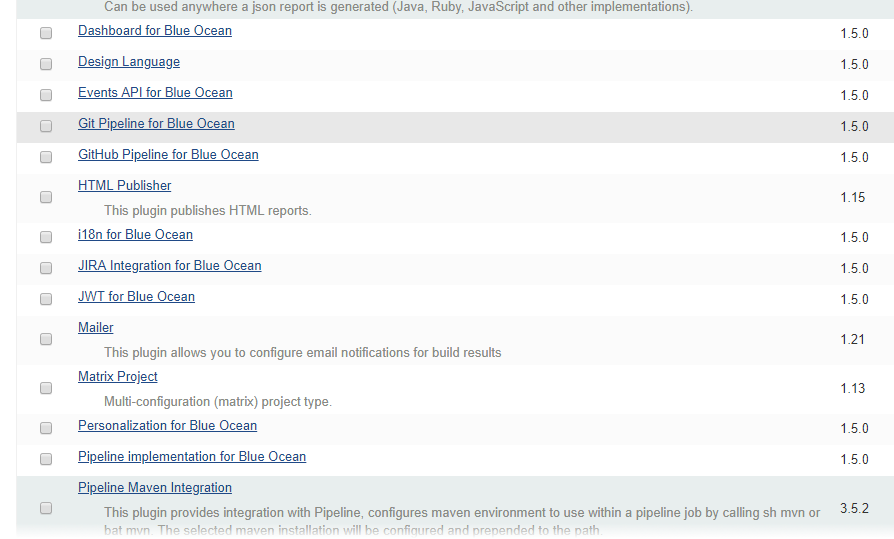 Can be used anywhere a json report is generated (Java, Ruby, JavaScript and other implementations).
Dashboard for Blue Ocean 1.5.0
Design Language 1.5.0
Events API for Blue Ocean 1.5.0
Git Pipeline for Blue Ocean 1.5.0
GitHub Pipeline for Blue Ocean 1.5.0
HTML Publisher 1.15
This plugin publishes HTML reports.
i18n for Blue Ocean 1.5.0
JIRA Integration for Blue Ocean 1.5.0
JWT for Blue Ocean 1.5.0
Mailer 1.21
This plugin allows you to configure email notifications for build results
Matrix Project 1.13
Multi-configuration (matrix) project type.
Personalization for Blue Ocean 1.5.0
Pipeline implementation for Blue Ocean 1.5.0
Pipeline Maven Integration 3.5.2
This plugin provides integration with Pipeline, configures maven environment to use within a pipeline job by calling sh mvn or
bat mvn. The selected maven installation will be configured and prepended to the path.